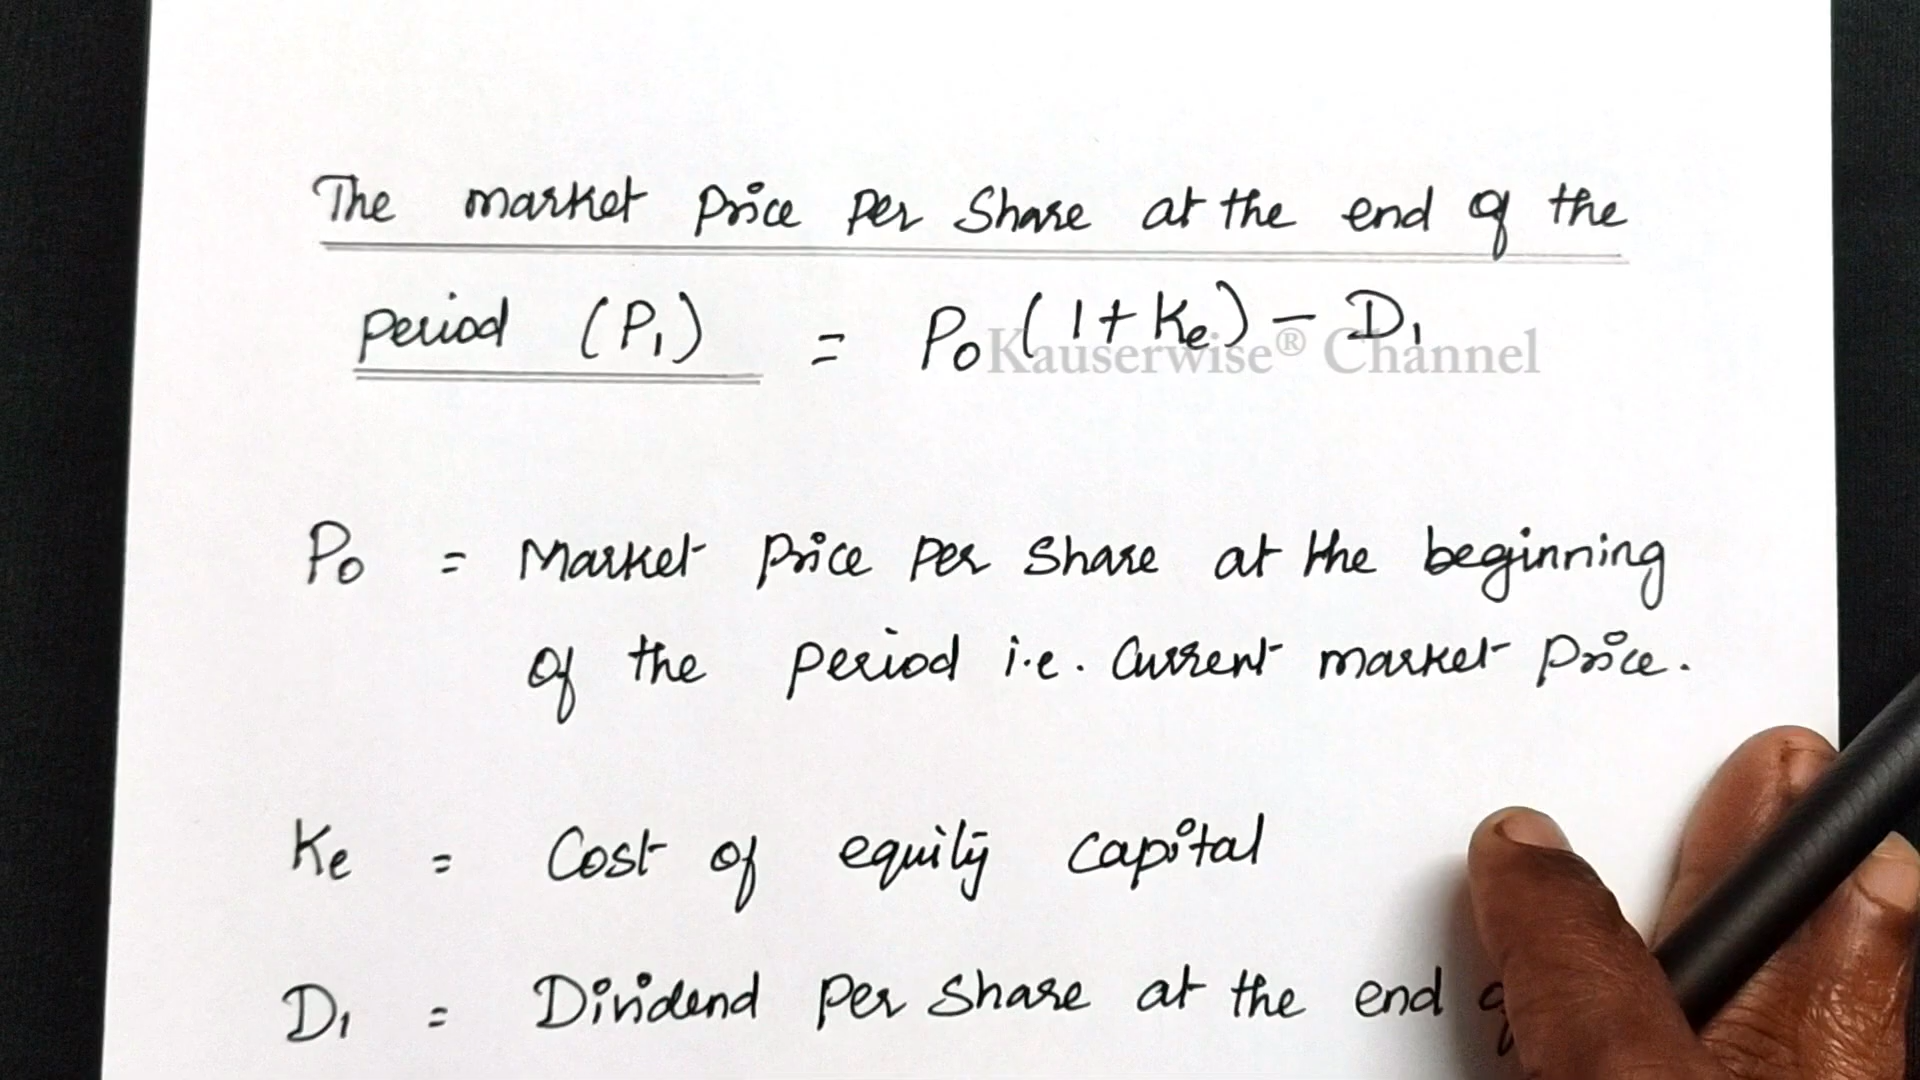 The market price per share at the end of the
period (P1) = P0 (1 + Ke) - D1
Kauserwise® Channel
P0 = Market price per share at the beginning
of the period i.e. current market price.
Ke = Cost of equity capital
D1 = Dividend per share at the end